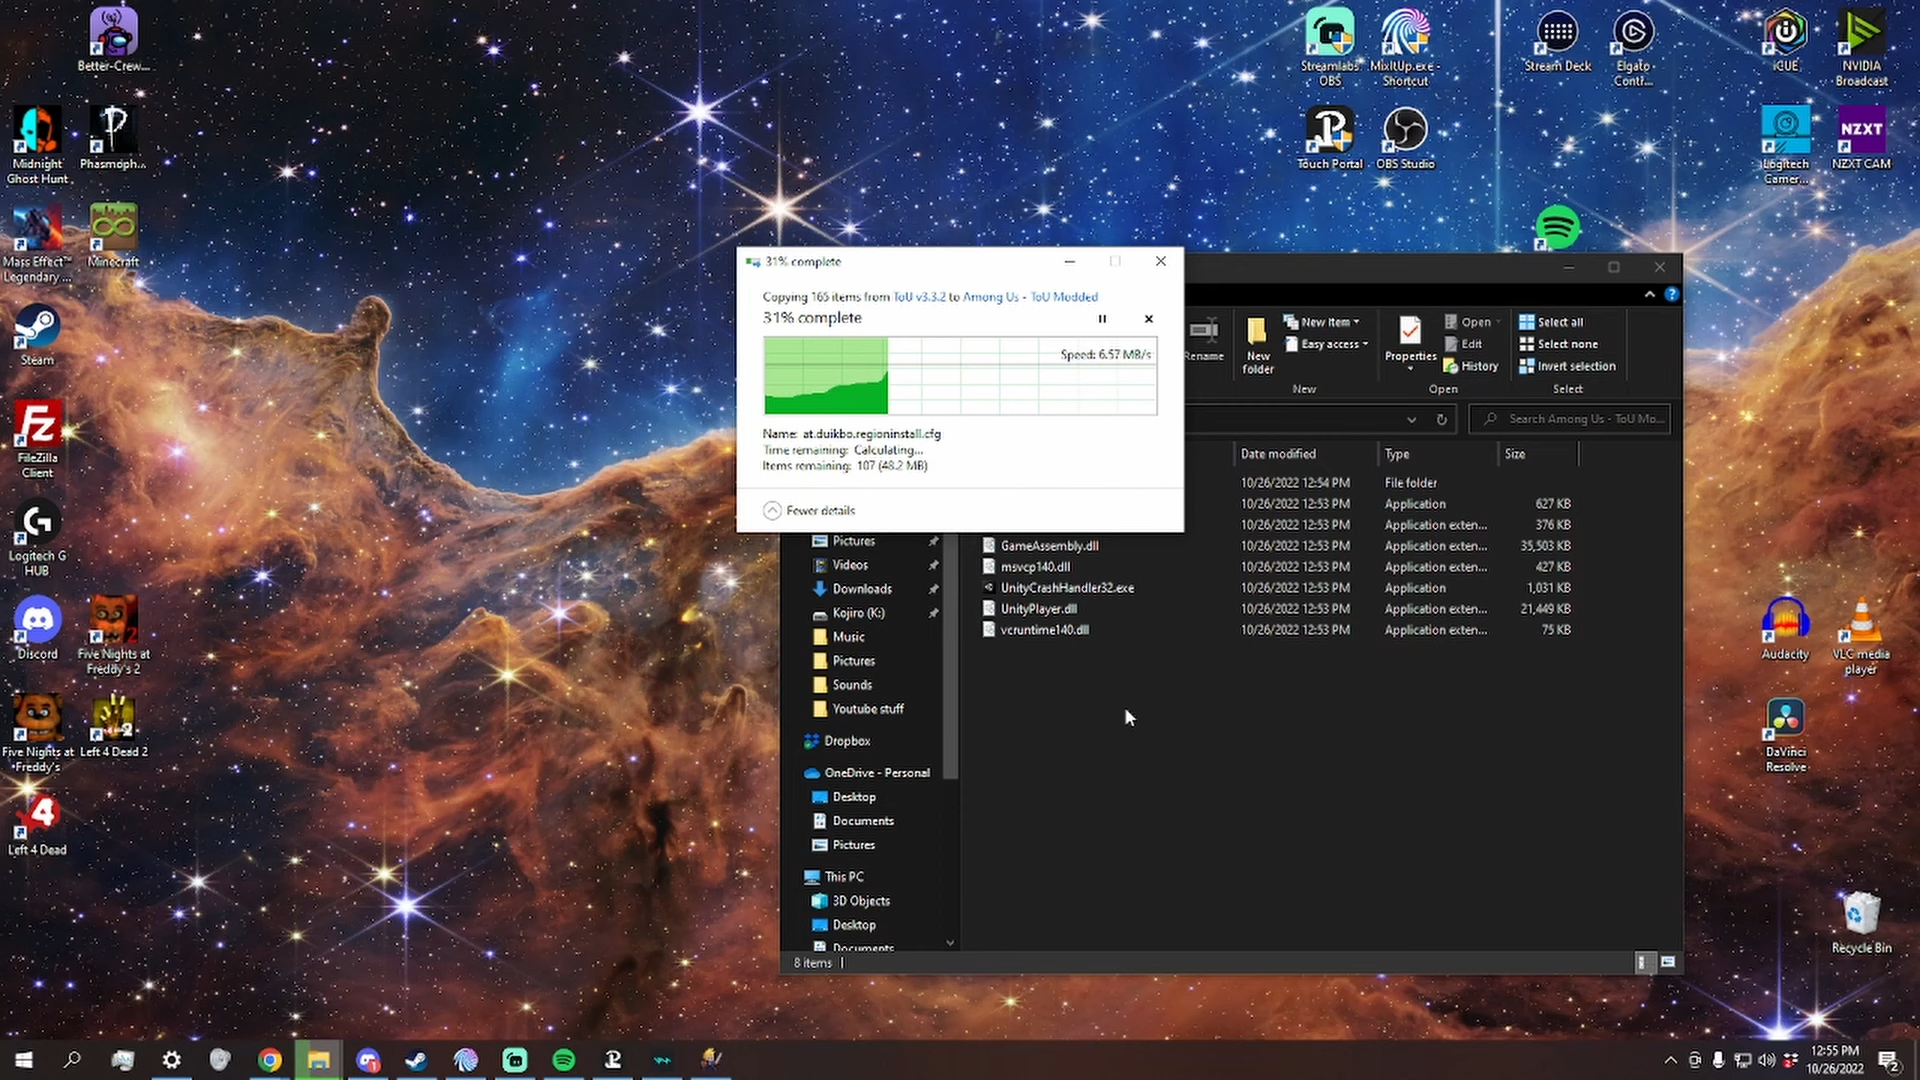 Better-Crew...
Midnight
Ghost Hunt
Phasmoph...
Mass Effect™
Legendary ...
Minecraft
Steam
FileZilla
Client
Logitech G
HUB
Discord
Five Nights at
Freddy's 2
Five Nights at
Freddy's
Left 4 Dead 2
Left 4 Dead
Streamlabs
OBS
MixItUp.exe -
Shortcut
Stream Deck
Elgato
Contr...
iCUE
NVIDIA
Broadcast
Touch Portal
OBS Studio
Logitech
Gamer...
NZXT
NZXT CAM
Audacity
VLC media
player
DaVinci
Resolve
Recycle Bin
31% complete
Copying 165 items from ToU v3.3.2 to Among Us - ToU Modded
31% complete
Speed: 6.57 MB/s
Name: at.duikbo.regioninstall.cfg
Time remaining: Calculating...
Items remaining: 107 (48.2 MB)
Fewer details
Rename
New
folder
New item
Easy access
New
Properties
Open
Edit
History
Open
Select all
Select none
Invert selection
Select
Search Among Us - ToU Mo...
Date modified Type Size
10/26/2022 12:54 PM File folder
10/26/2022 12:53 PM Application 627 KB
10/26/2022 12:53 PM Application exten... 376 KB
GameAssembly.dll 10/26/2022 12:53 PM Application exten... 35,503 KB
msvcp140.dll 10/26/2022 12:53 PM Application exten... 427 KB
UnityCrashHandler32.exe 10/26/2022 12:53 PM Application 1,031 KB
UnityPlayer.dll 10/26/2022 12:53 PM Application exten... 21,449 KB
vcruntime140.dll 10/26/2022 12:53 PM Application exten... 75 KB
Pictures
Videos
Downloads
Kojiro (K:)
Music
Pictures
Sounds
Youtube stuff
Dropbox
OneDrive - Personal
Desktop
Documents
Pictures
This PC
3D Objects
Desktop
Documents
8 items
12:55 PM
10/26/2022
2